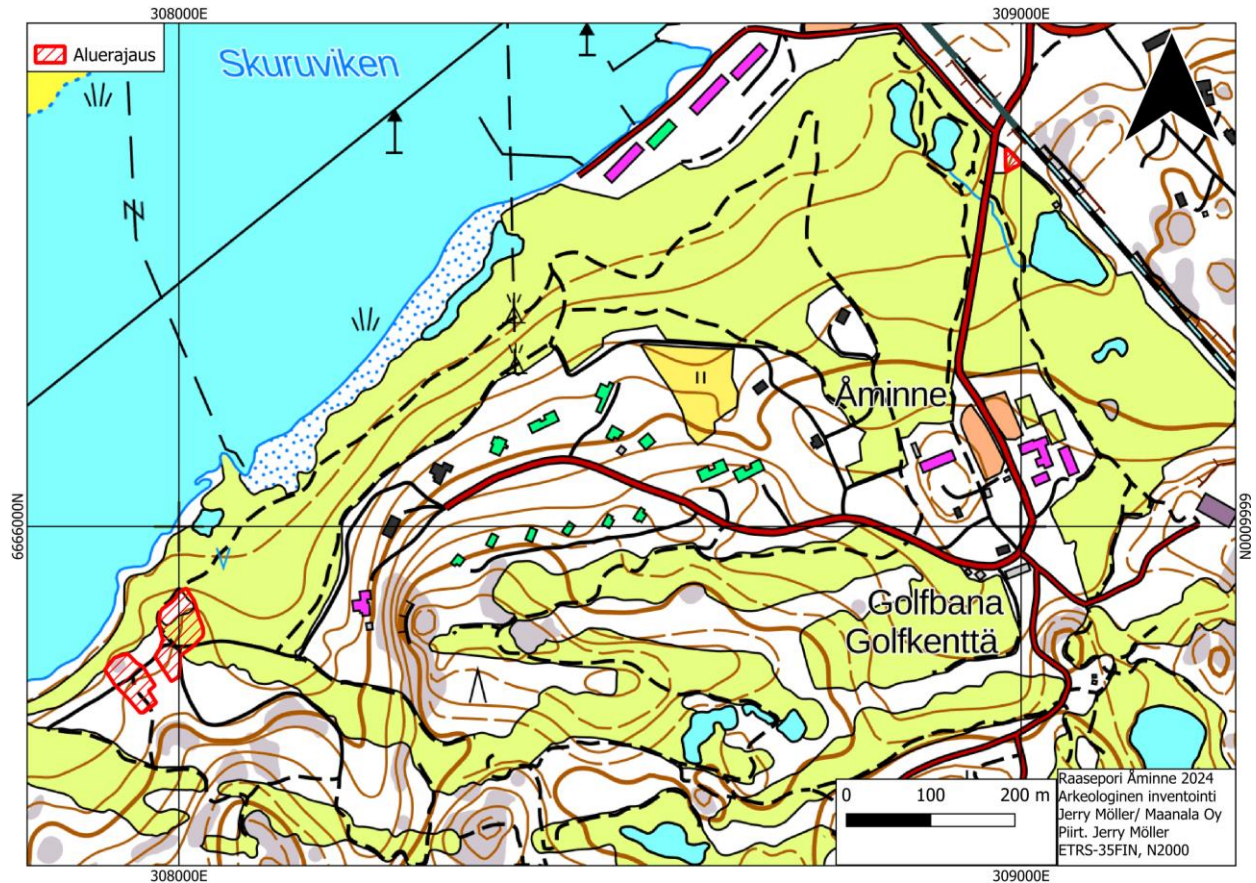 308000E
309000E
Aluerajaus
Skuruviken
Åminne
6666000N
6666000N
Golfbana
Golfkenttä
0 100 200 m
Raasepori Åminne 2024
Arkeologinen inventointi
Jerry Möller/ Maanala Oy
Piirt. Jerry Möller
ETRS-35FIN, N2000
308000E
309000E